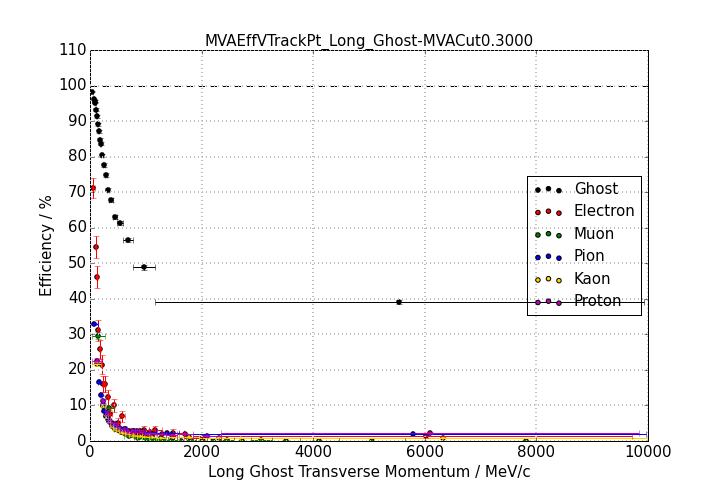 MVAEffVTrackPt_Long_Ghost-MVACut0.3000
110
100
90
80
70
60
50
40
30
20
10
0
Efficiency / %
Ghost
Electron
Muon
Pion
Kaon
Proton
0 2000 4000 6000 8000 10000
Long Ghost Transverse Momentum / MeV/c